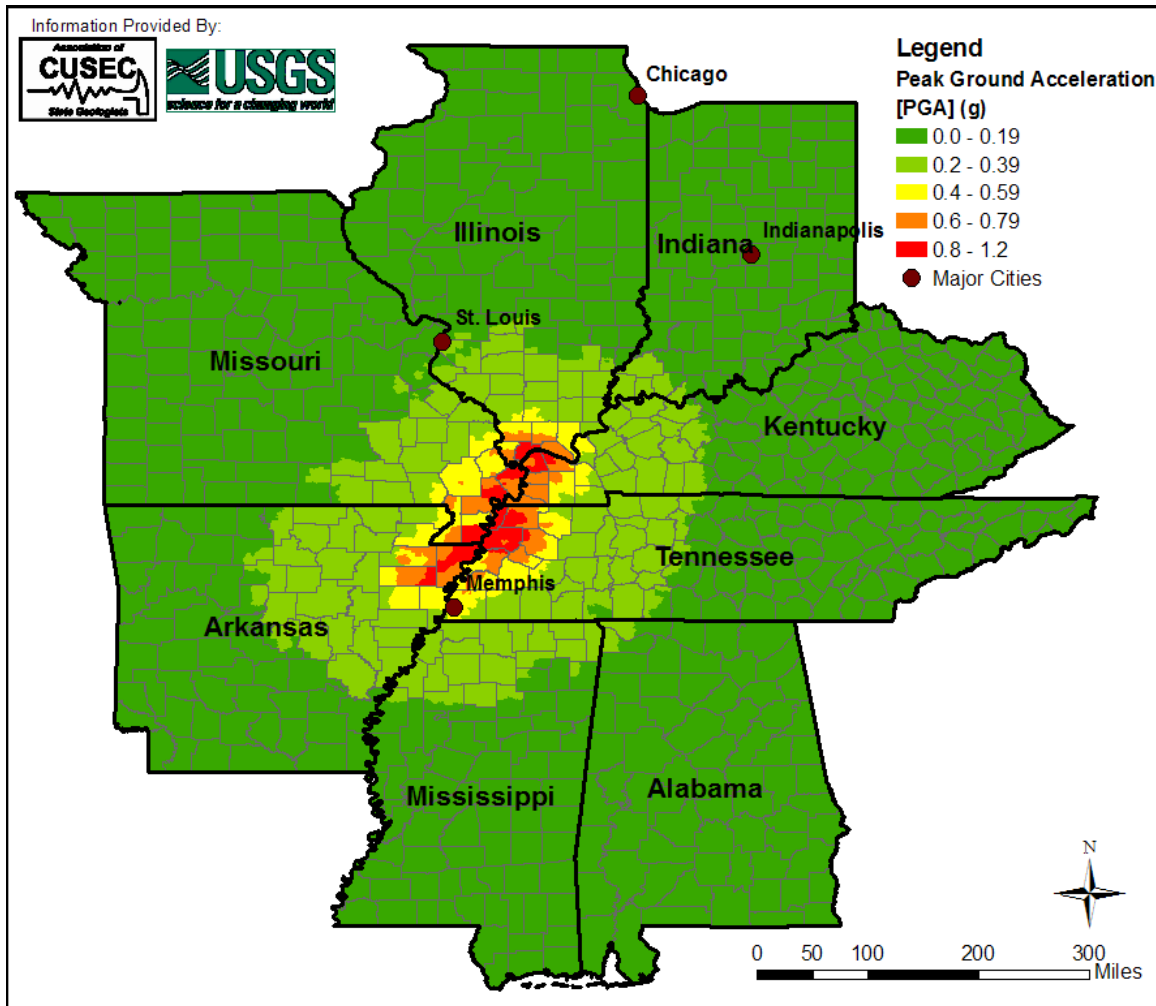 Information Provided By:
Association of
CUSEC
State Geologists
USGS
science for a changing world
Legend
Peak Ground Acceleration
[PGA] (g)
0.0 - 0.19
0.2 - 0.39
0.4 - 0.59
0.6 - 0.79
0.8 - 1.2
Major Cities
Chicago
Illinois
Indiana
Indianapolis
St. Louis
Missouri
Kentucky
Tennessee
Memphis
Arkansas
Mississippi
Alabama
N
0 50 100 200 300
Miles